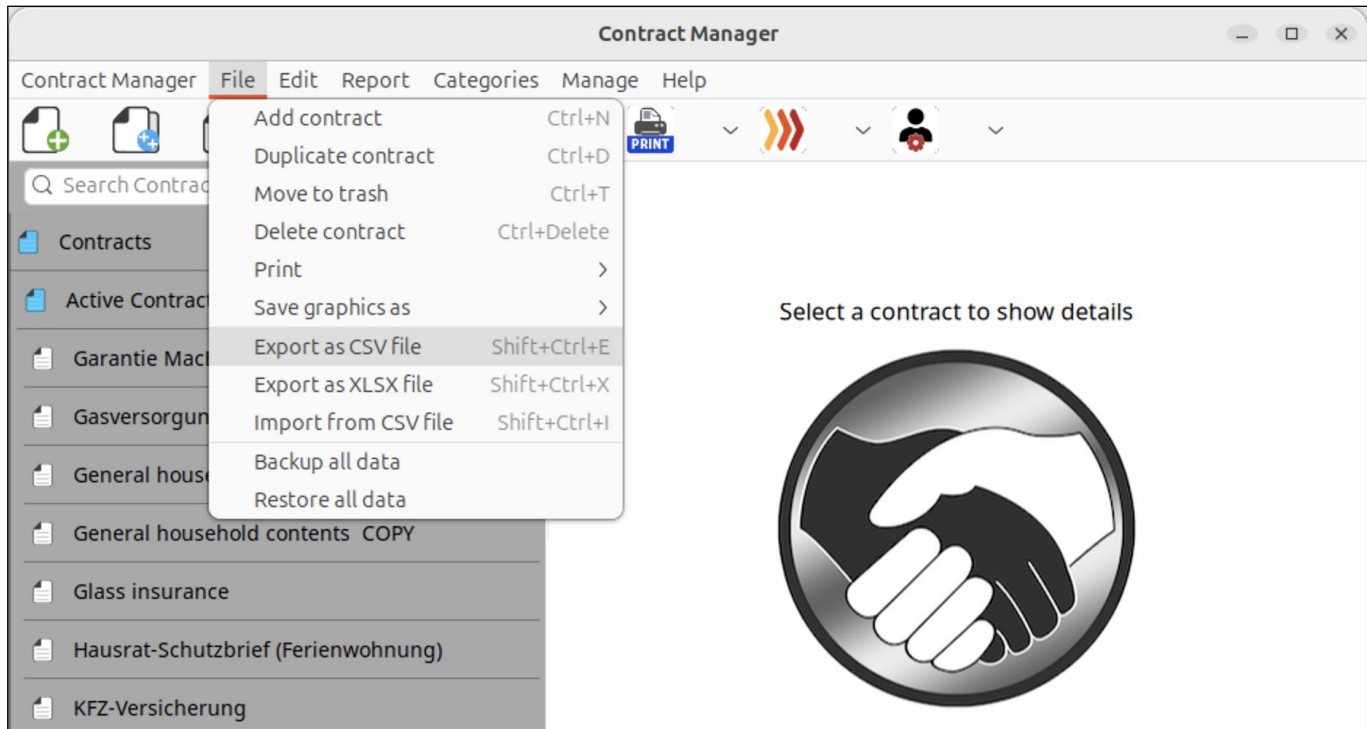 Contract Manager
Contract Manager File Edit Report Categories Manage Help
PRINT
Search Contrac
Add contract Ctrl+N
Duplicate contract Ctrl+D
Move to trash Ctrl+T
Delete contract Ctrl+Delete
Print
Save graphics as
Export as CSV file Shift+Ctrl+E
Export as XLSX file Shift+Ctrl+X
Import from CSV file Shift+Ctrl+I
Backup all data
Restore all data
Contracts
Active Contract
Garantie Mac
Gasversorgun
General house
General household contents COPY
Glass insurance
Hausrat-Schutzbrief (Ferienwohnung)
KFZ-Versicherung
Select a contract to show details